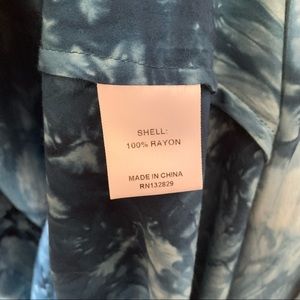 SHELL:
100% RAYON
MADE IN CHINA
RN132829